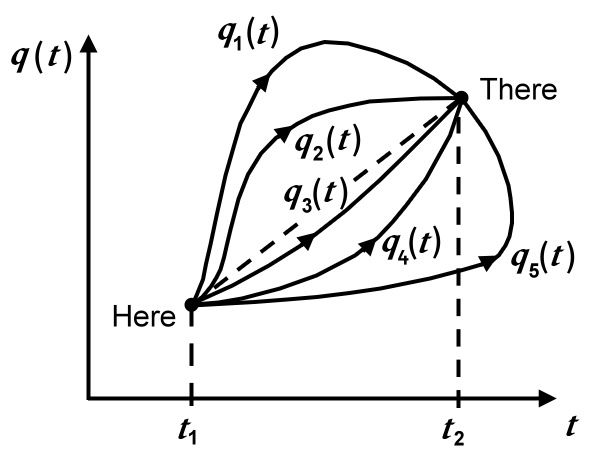 q₁(t)
q(t)
There
q₂(t)
q₃(t)
q₄(t)
q₅(t)
Here
t₁
t₂
t